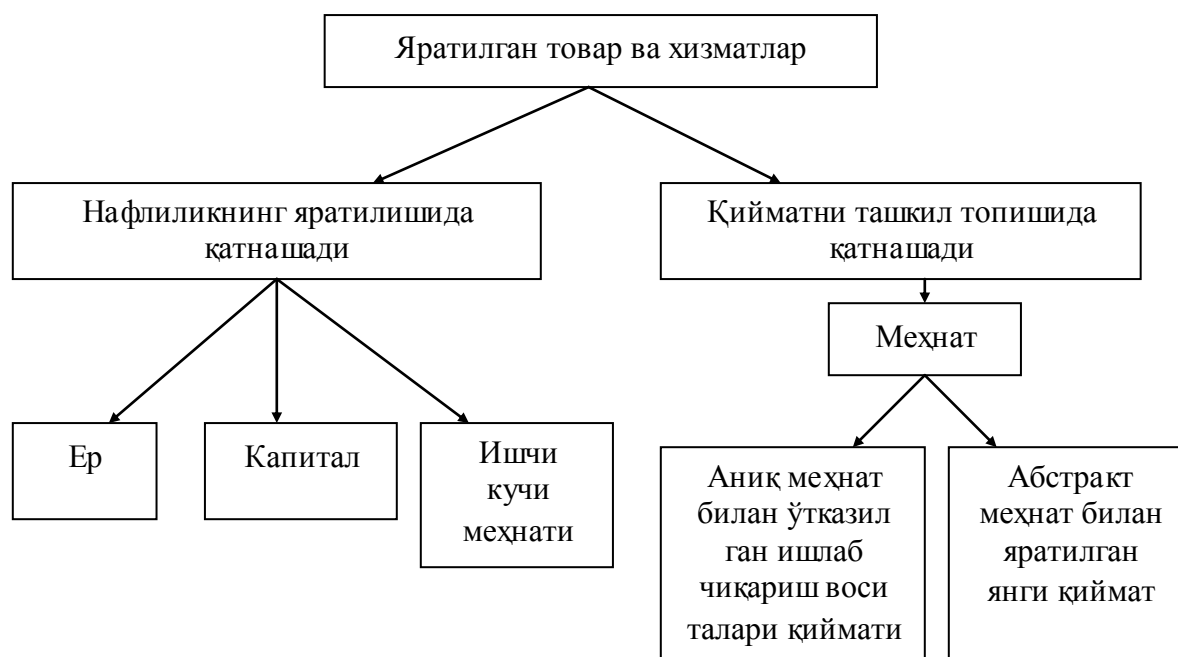 Яратилган товар ва хизматлар
Нафлиликнинг яратилишида
қатнашади
Қийматни ташкил топишида
қатнашади
Меҳнат
Ер
Капитал
Ишчи
кучи
меҳнати
Аниқ меҳнат
билан ўтказил
ган ишлаб
чиқариш воси
талари қиймати
Абстракт
меҳнат билан
яратилган
янги қиймат